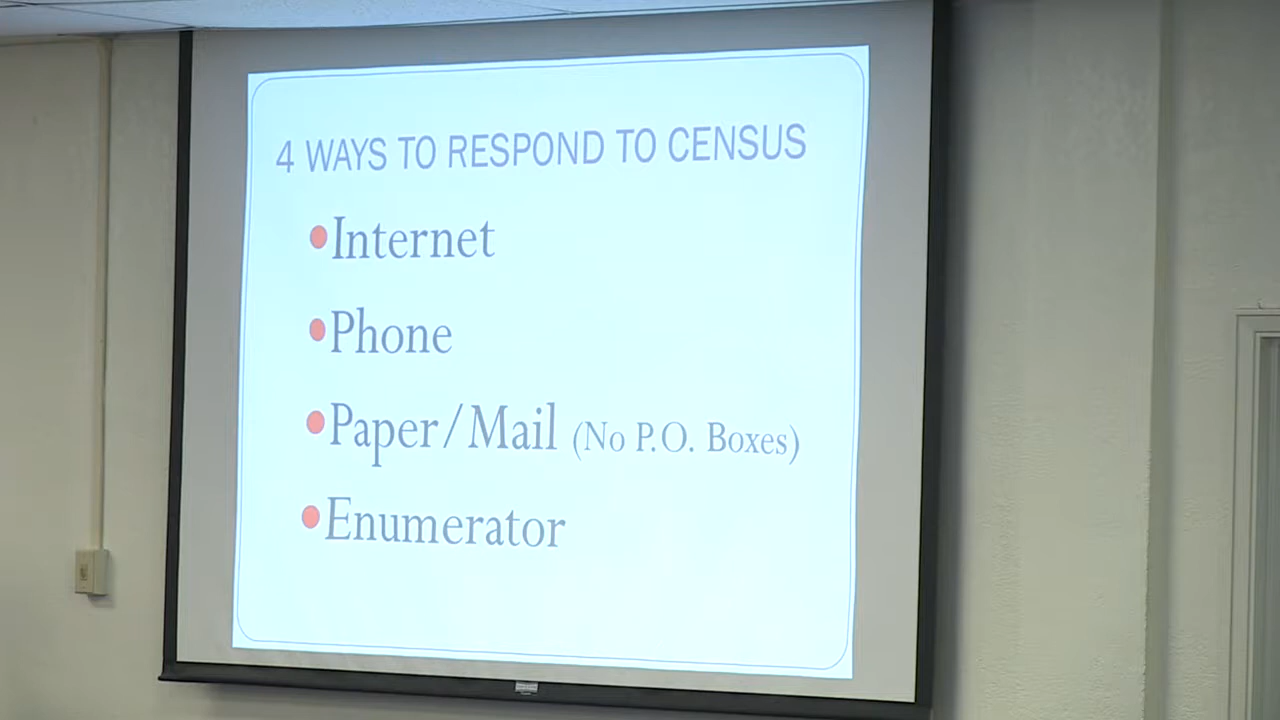 4 WAYS TO RESPOND TO CENSUS
•Internet
•Phone
•Paper/Mail (No P.O. Boxes)
•Enumerator